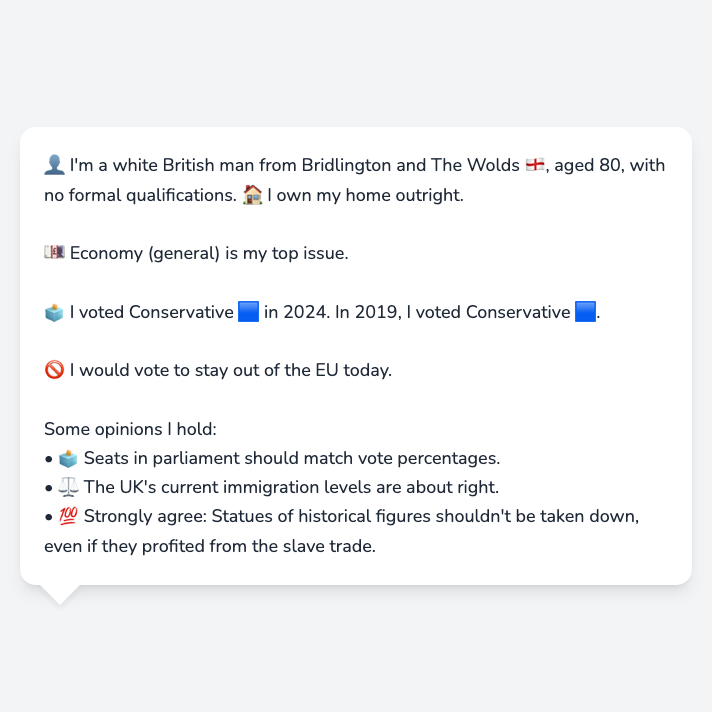 👤 I'm a white British man from Bridlington and The Wolds 🏴󠁧󠁢󠁥󠁮󠁧󠁿, aged 80, with
no formal qualifications. 🏠 I own my home outright.
💷 Economy (general) is my top issue.
🗳️ I voted Conservative 🟦 in 2024. In 2019, I voted Conservative 🟦.
🚫 I would vote to stay out of the EU today.
Some opinions I hold:
• 🗳️ Seats in parliament should match vote percentages.
• ⚖️ The UK's current immigration levels are about right.
• 💯 Strongly agree: Statues of historical figures shouldn't be taken down,
even if they profited from the slave trade.